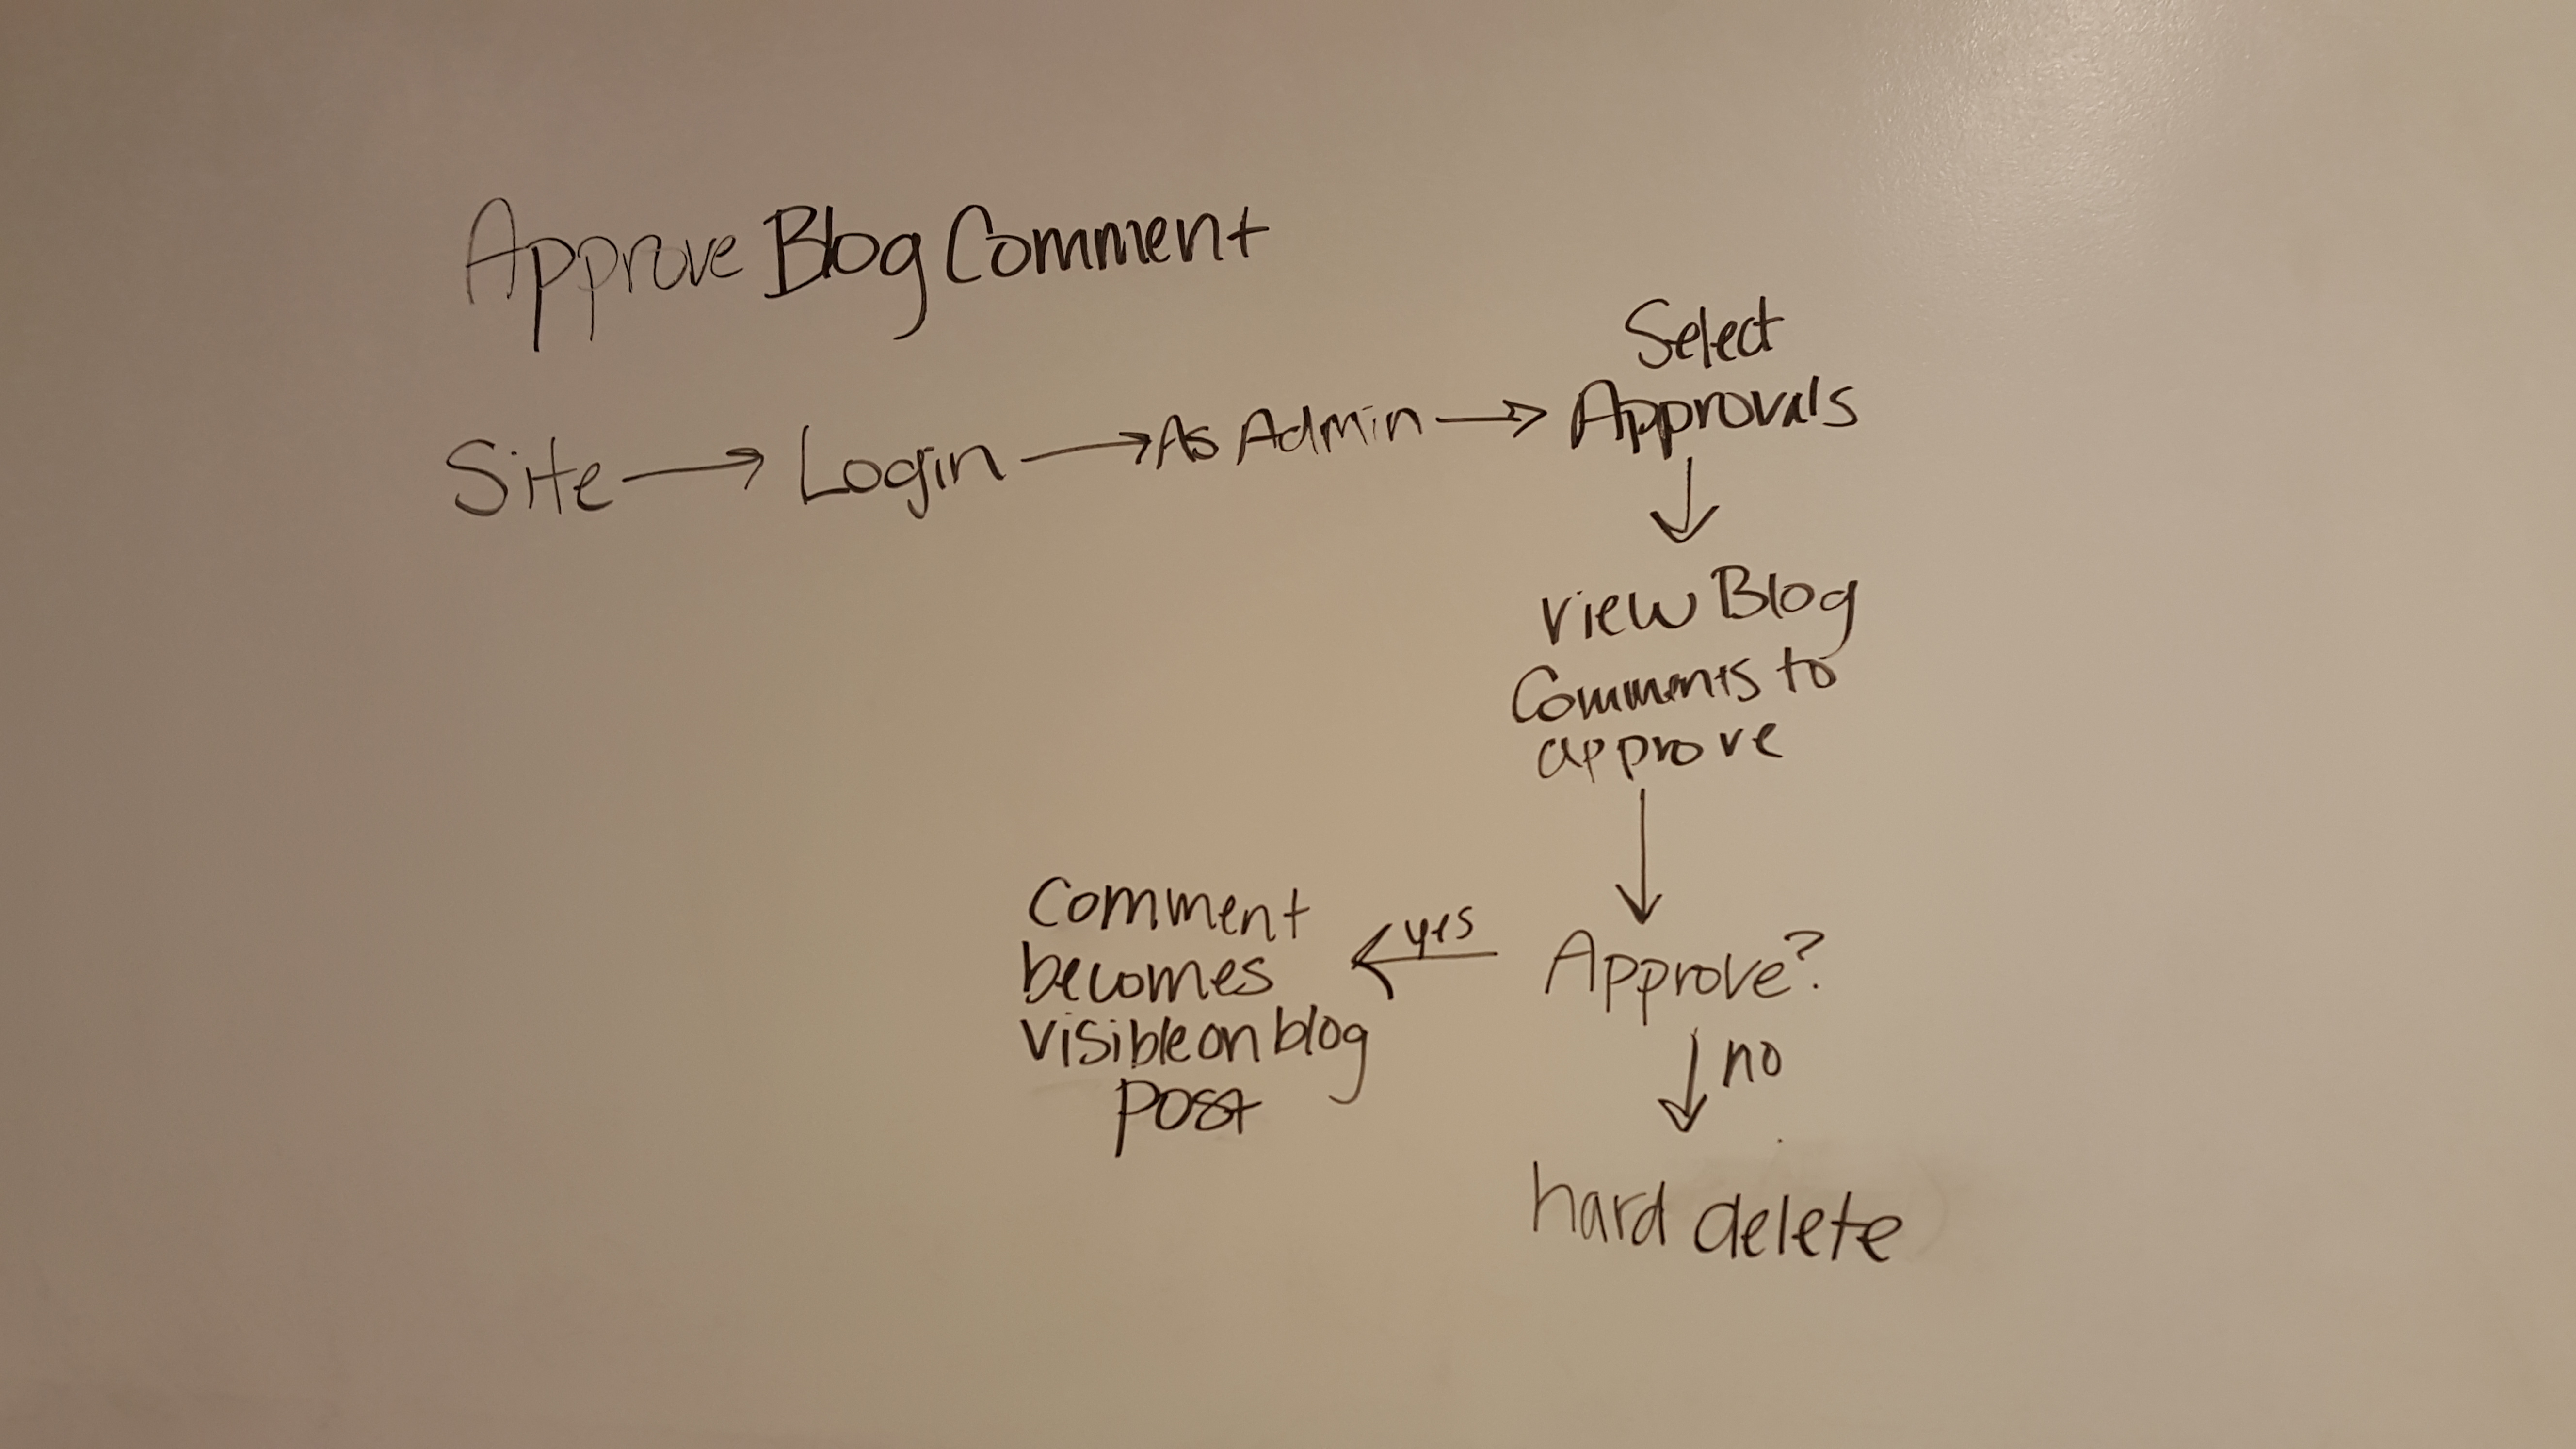 Approve Blog Comment
Site → Login → As Admin →
Select
Approvals
View Blog
Comments to
approve
Approve?
yes
Comment
becomes
visible on blog
post
no
hard delete